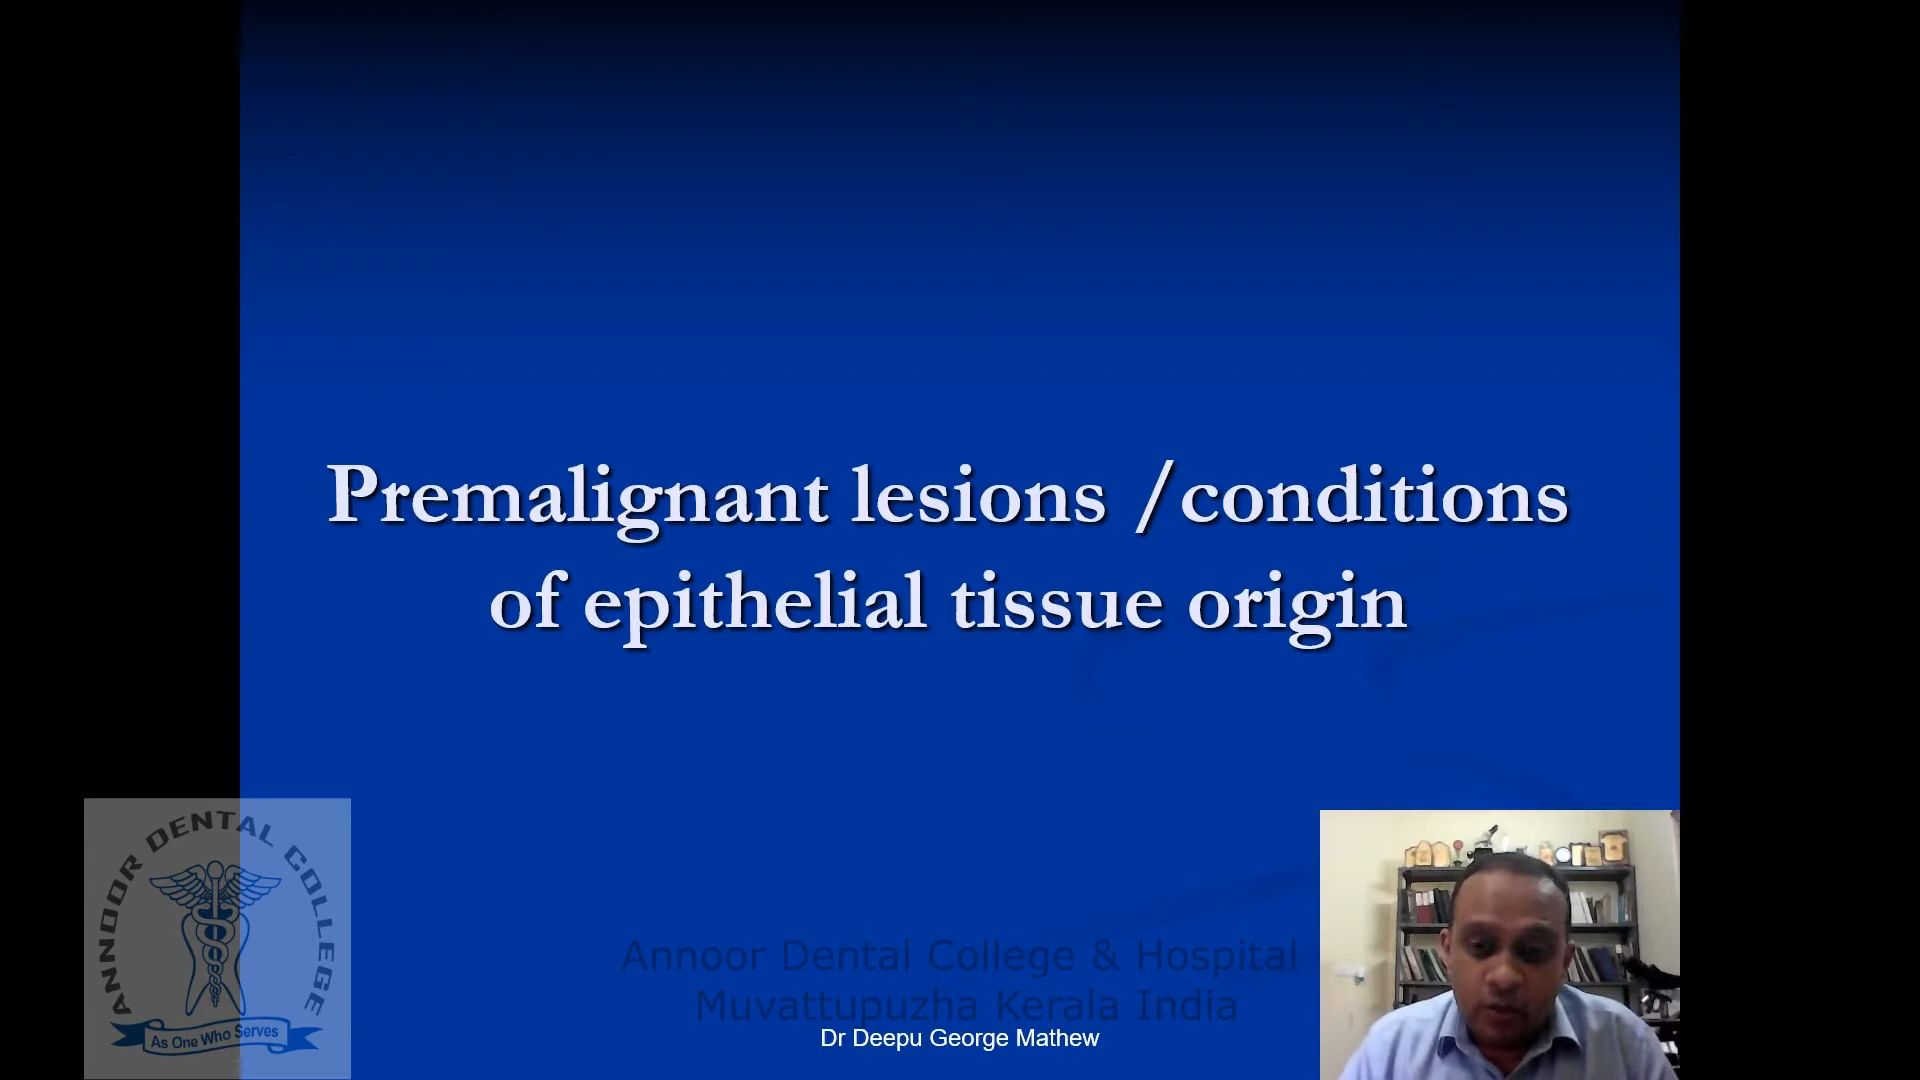 Premalignant lesions /conditions
of epithelial tissue origin
ANNOOR DENTAL COLLEGE
As One Who Serves
Annoor Dental College & Hospital
Muvattupuzha Kerala India
Dr Deepu George Mathew